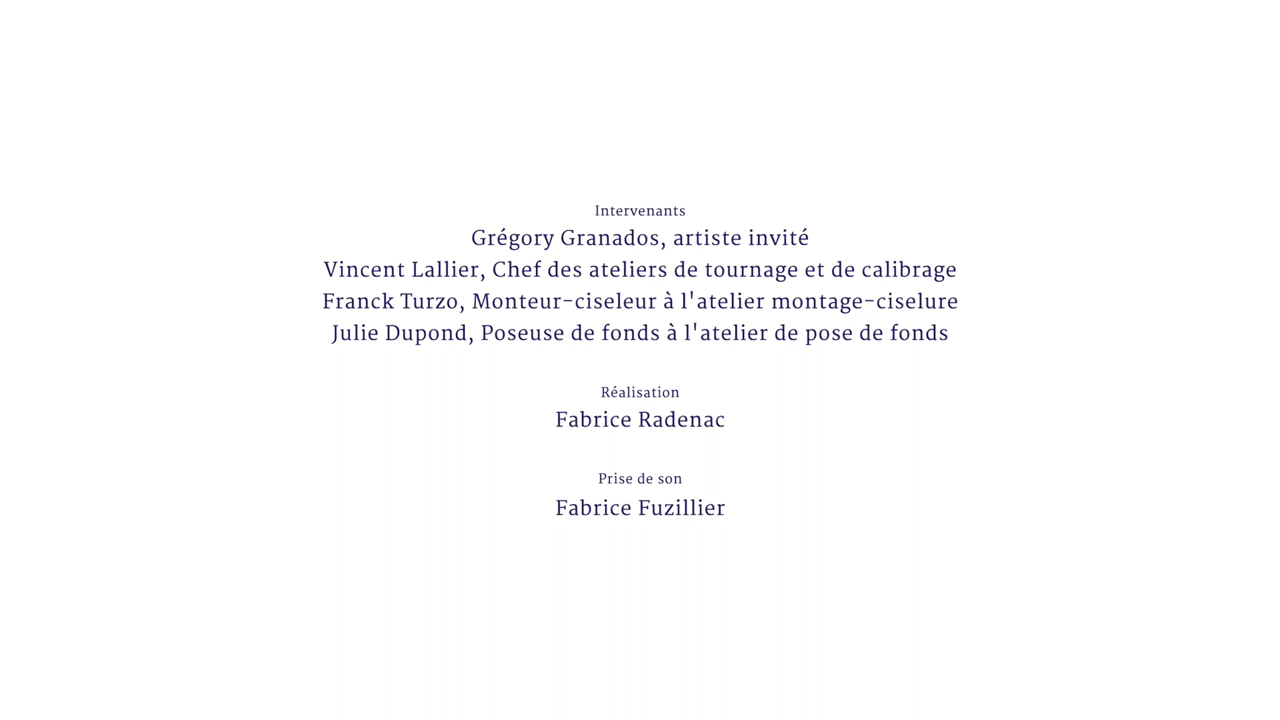 Intervenants
Grégory Granados, artiste invité
Vincent Lallier, Chef des ateliers de tournage et de calibrage
Franck Turzo, Monteur-ciseleur à l'atelier montage-ciselure
Julie Dupond, Poseuse de fonds à l'atelier de pose de fonds
Réalisation
Fabrice Radenac
Prise de son
Fabrice Fuzillier